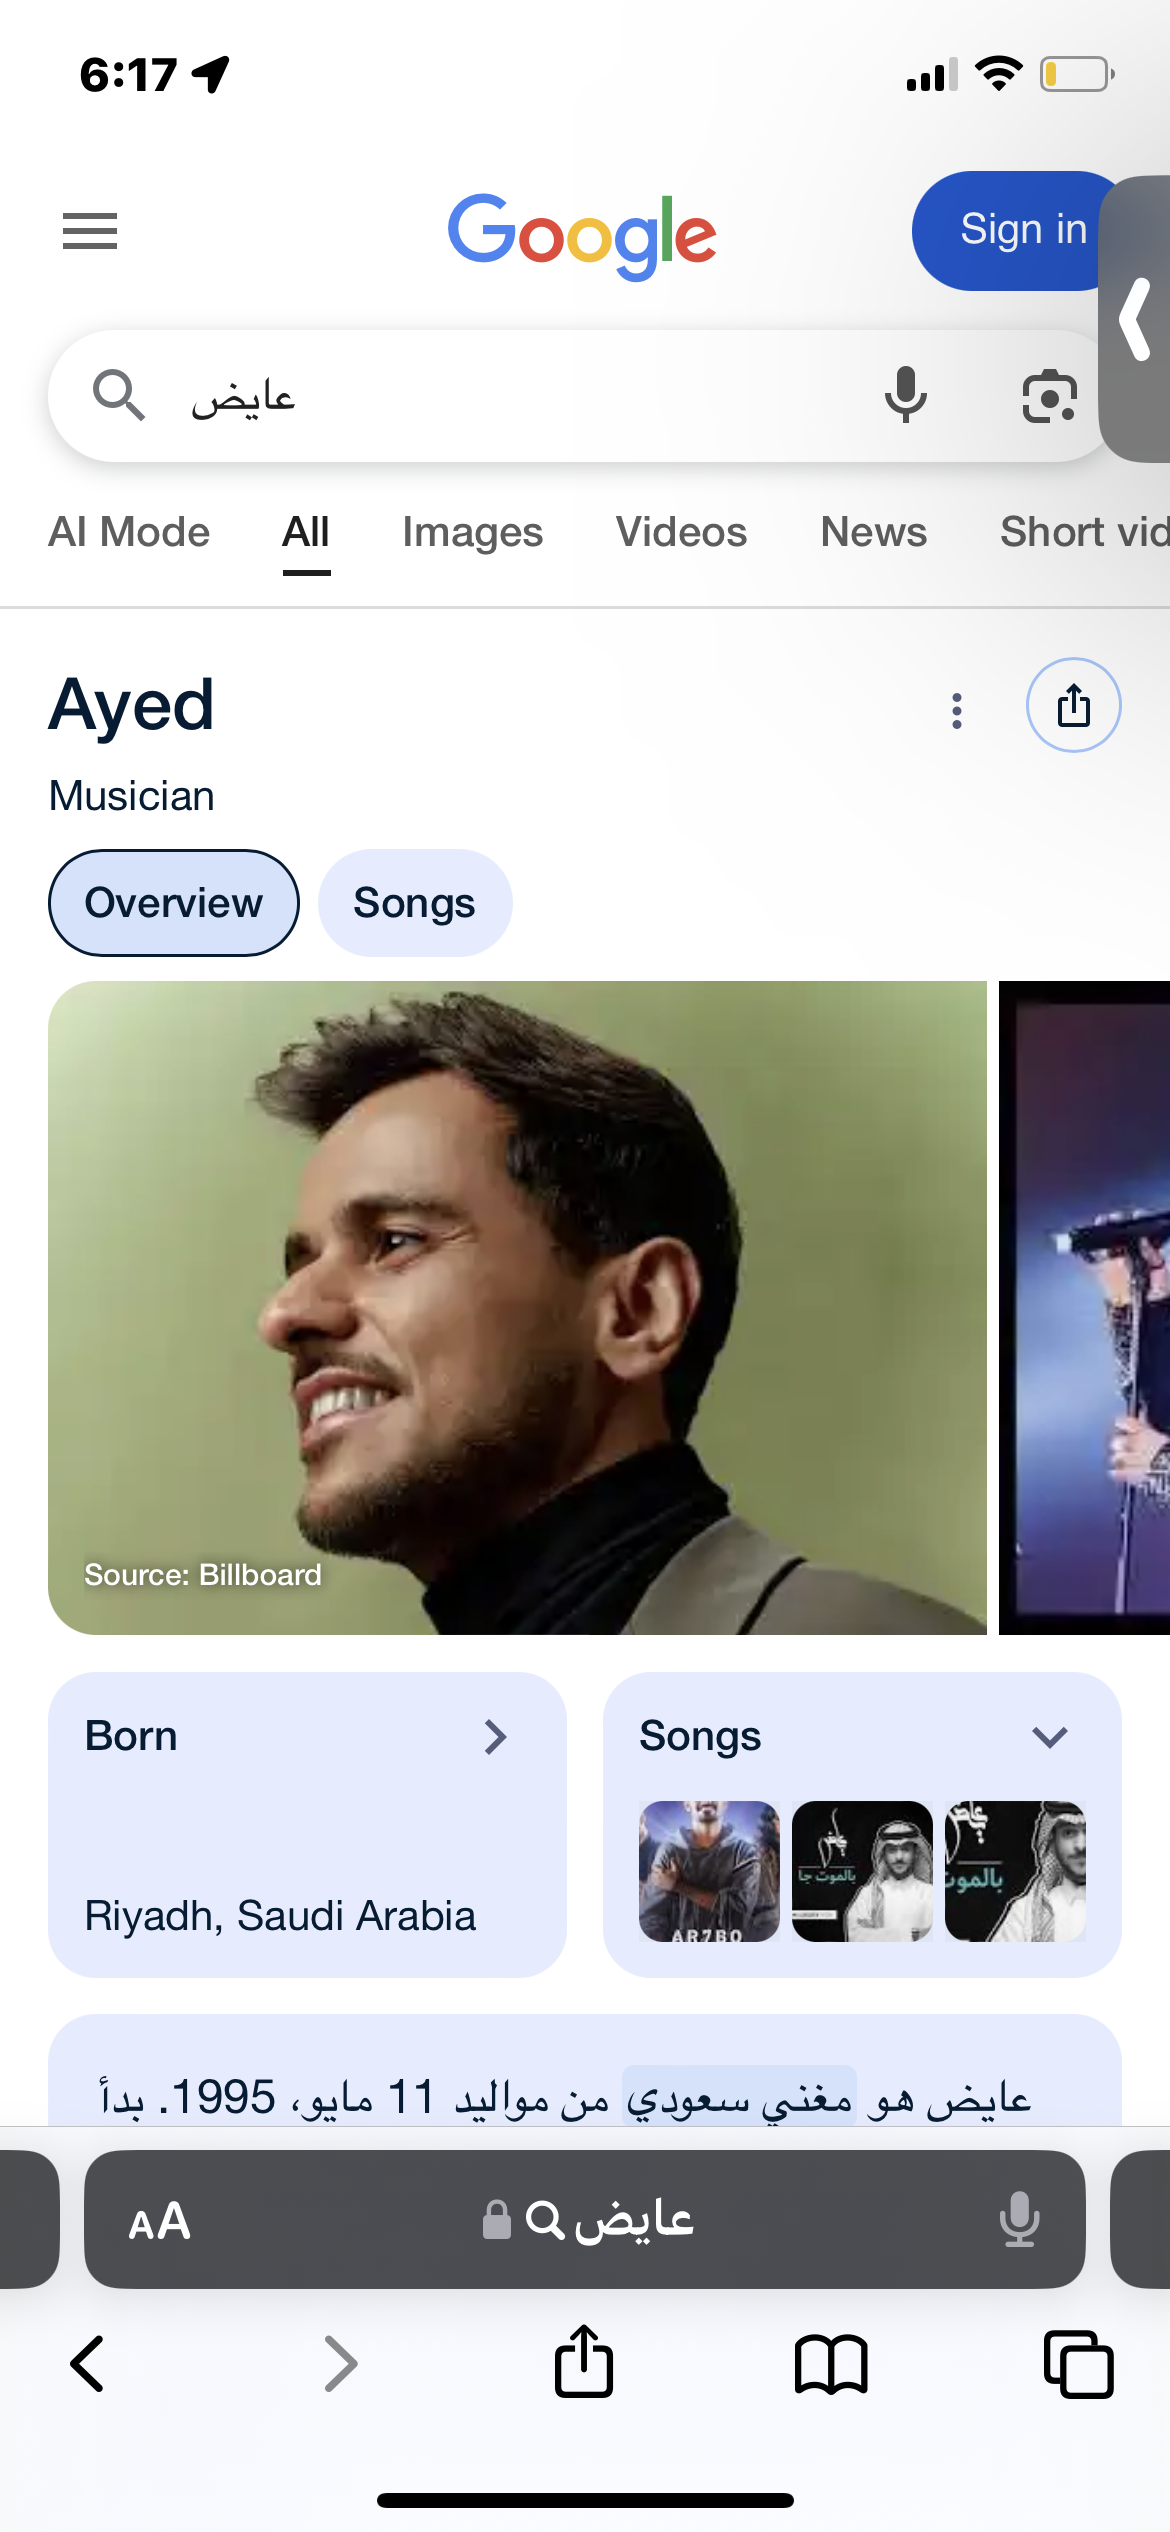 6:17
Google
Sign in
عايض
AI Mode All Images Videos News Short vid
Ayed
Musician
Overview Songs
Source: Billboard
Born
Riyadh, Saudi Arabia
Songs
AR7BO
عايض
بالموت جا
عايض
بالموت
عايض هو مغني سعودي من مواليد 11 مايو، 1995. بدأ
AA عايض